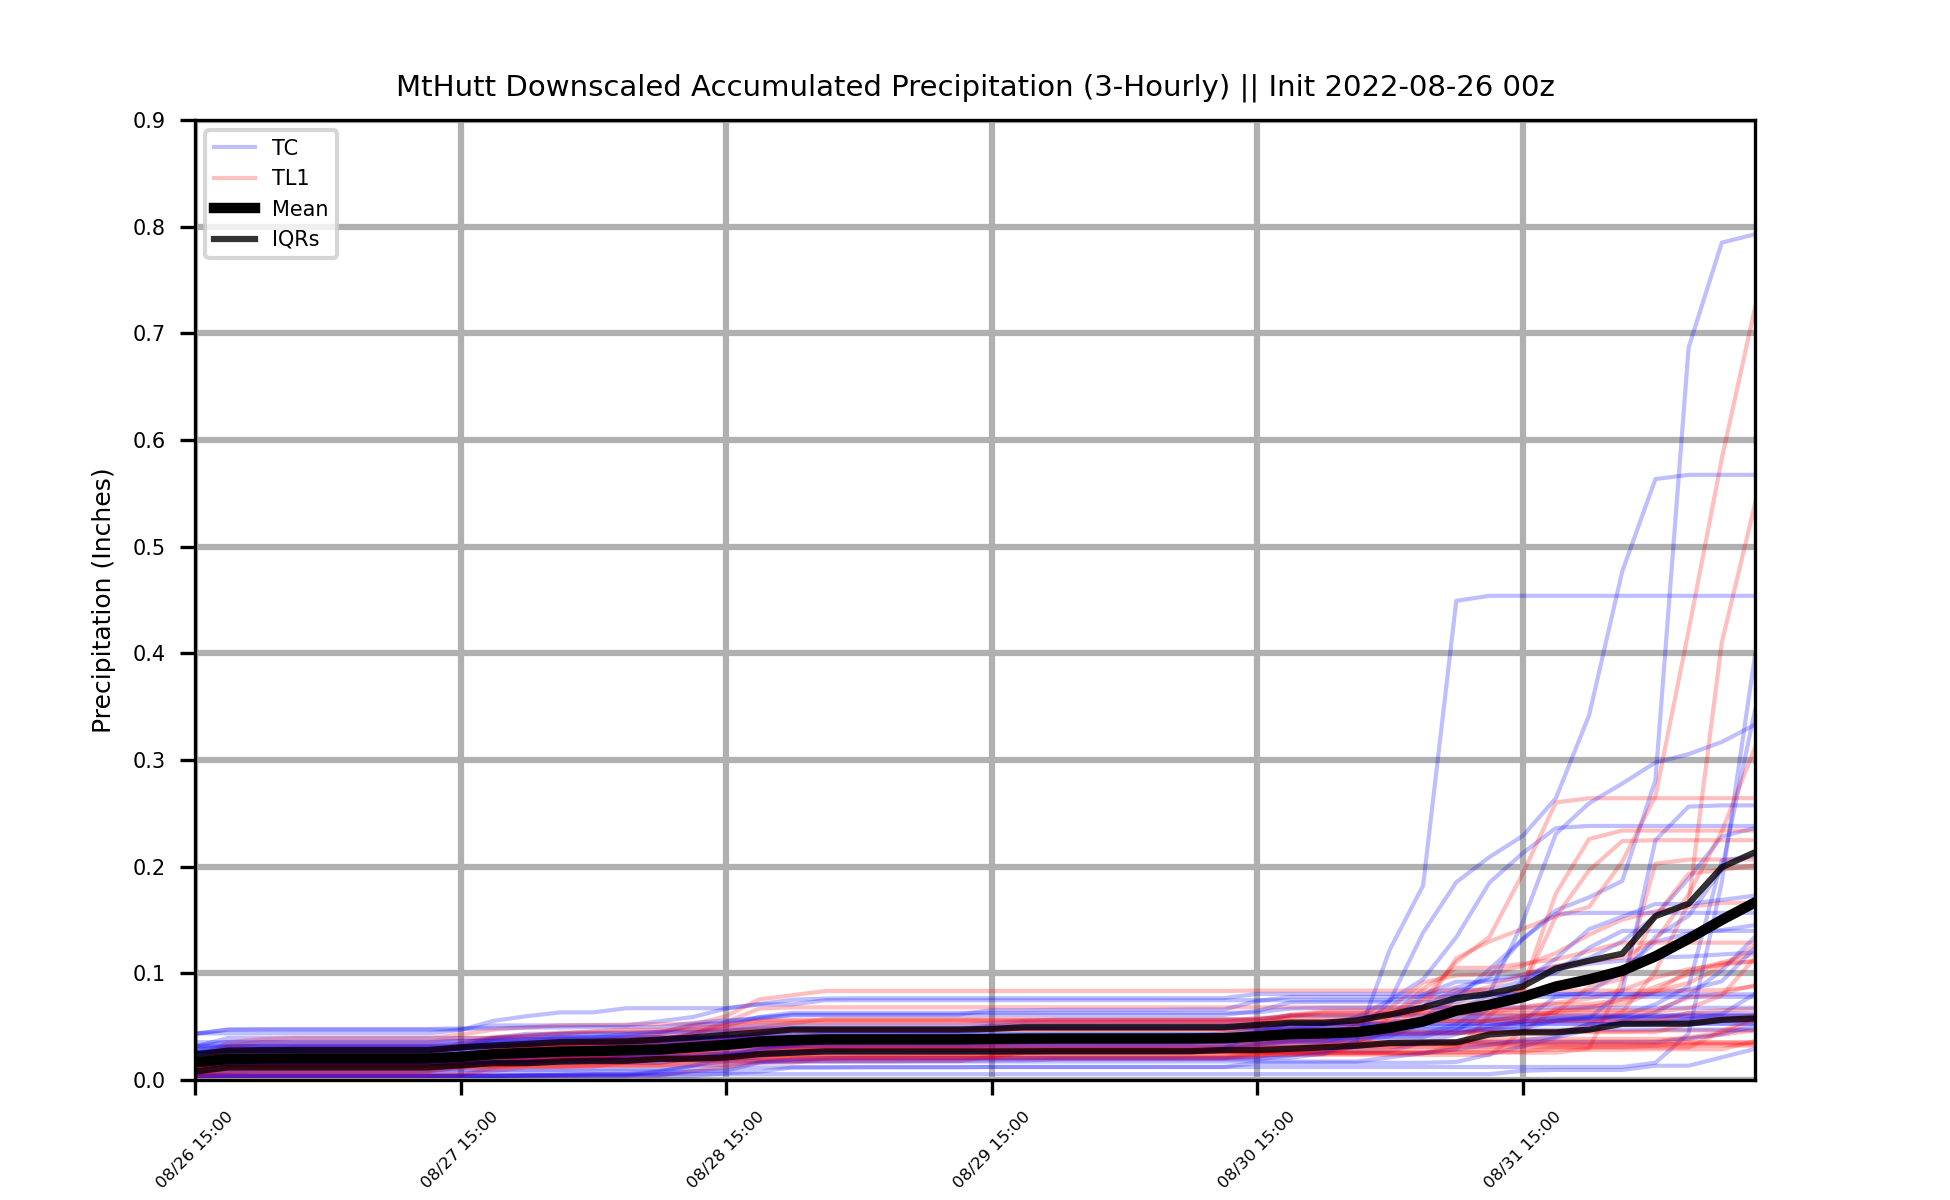 MtHutt Downscaled Accumulated Precipitation (3-Hourly) || Init 2022-08-26 00z
Precipitation (Inches)
0.9
0.8
0.7
0.6
0.5
0.4
0.3
0.2
0.1
0.0
TC
TL1
Mean
IQRs
08/26 15:00
08/27 15:00
08/28 15:00
08/29 15:00
08/30 15:00
08/31 15:00